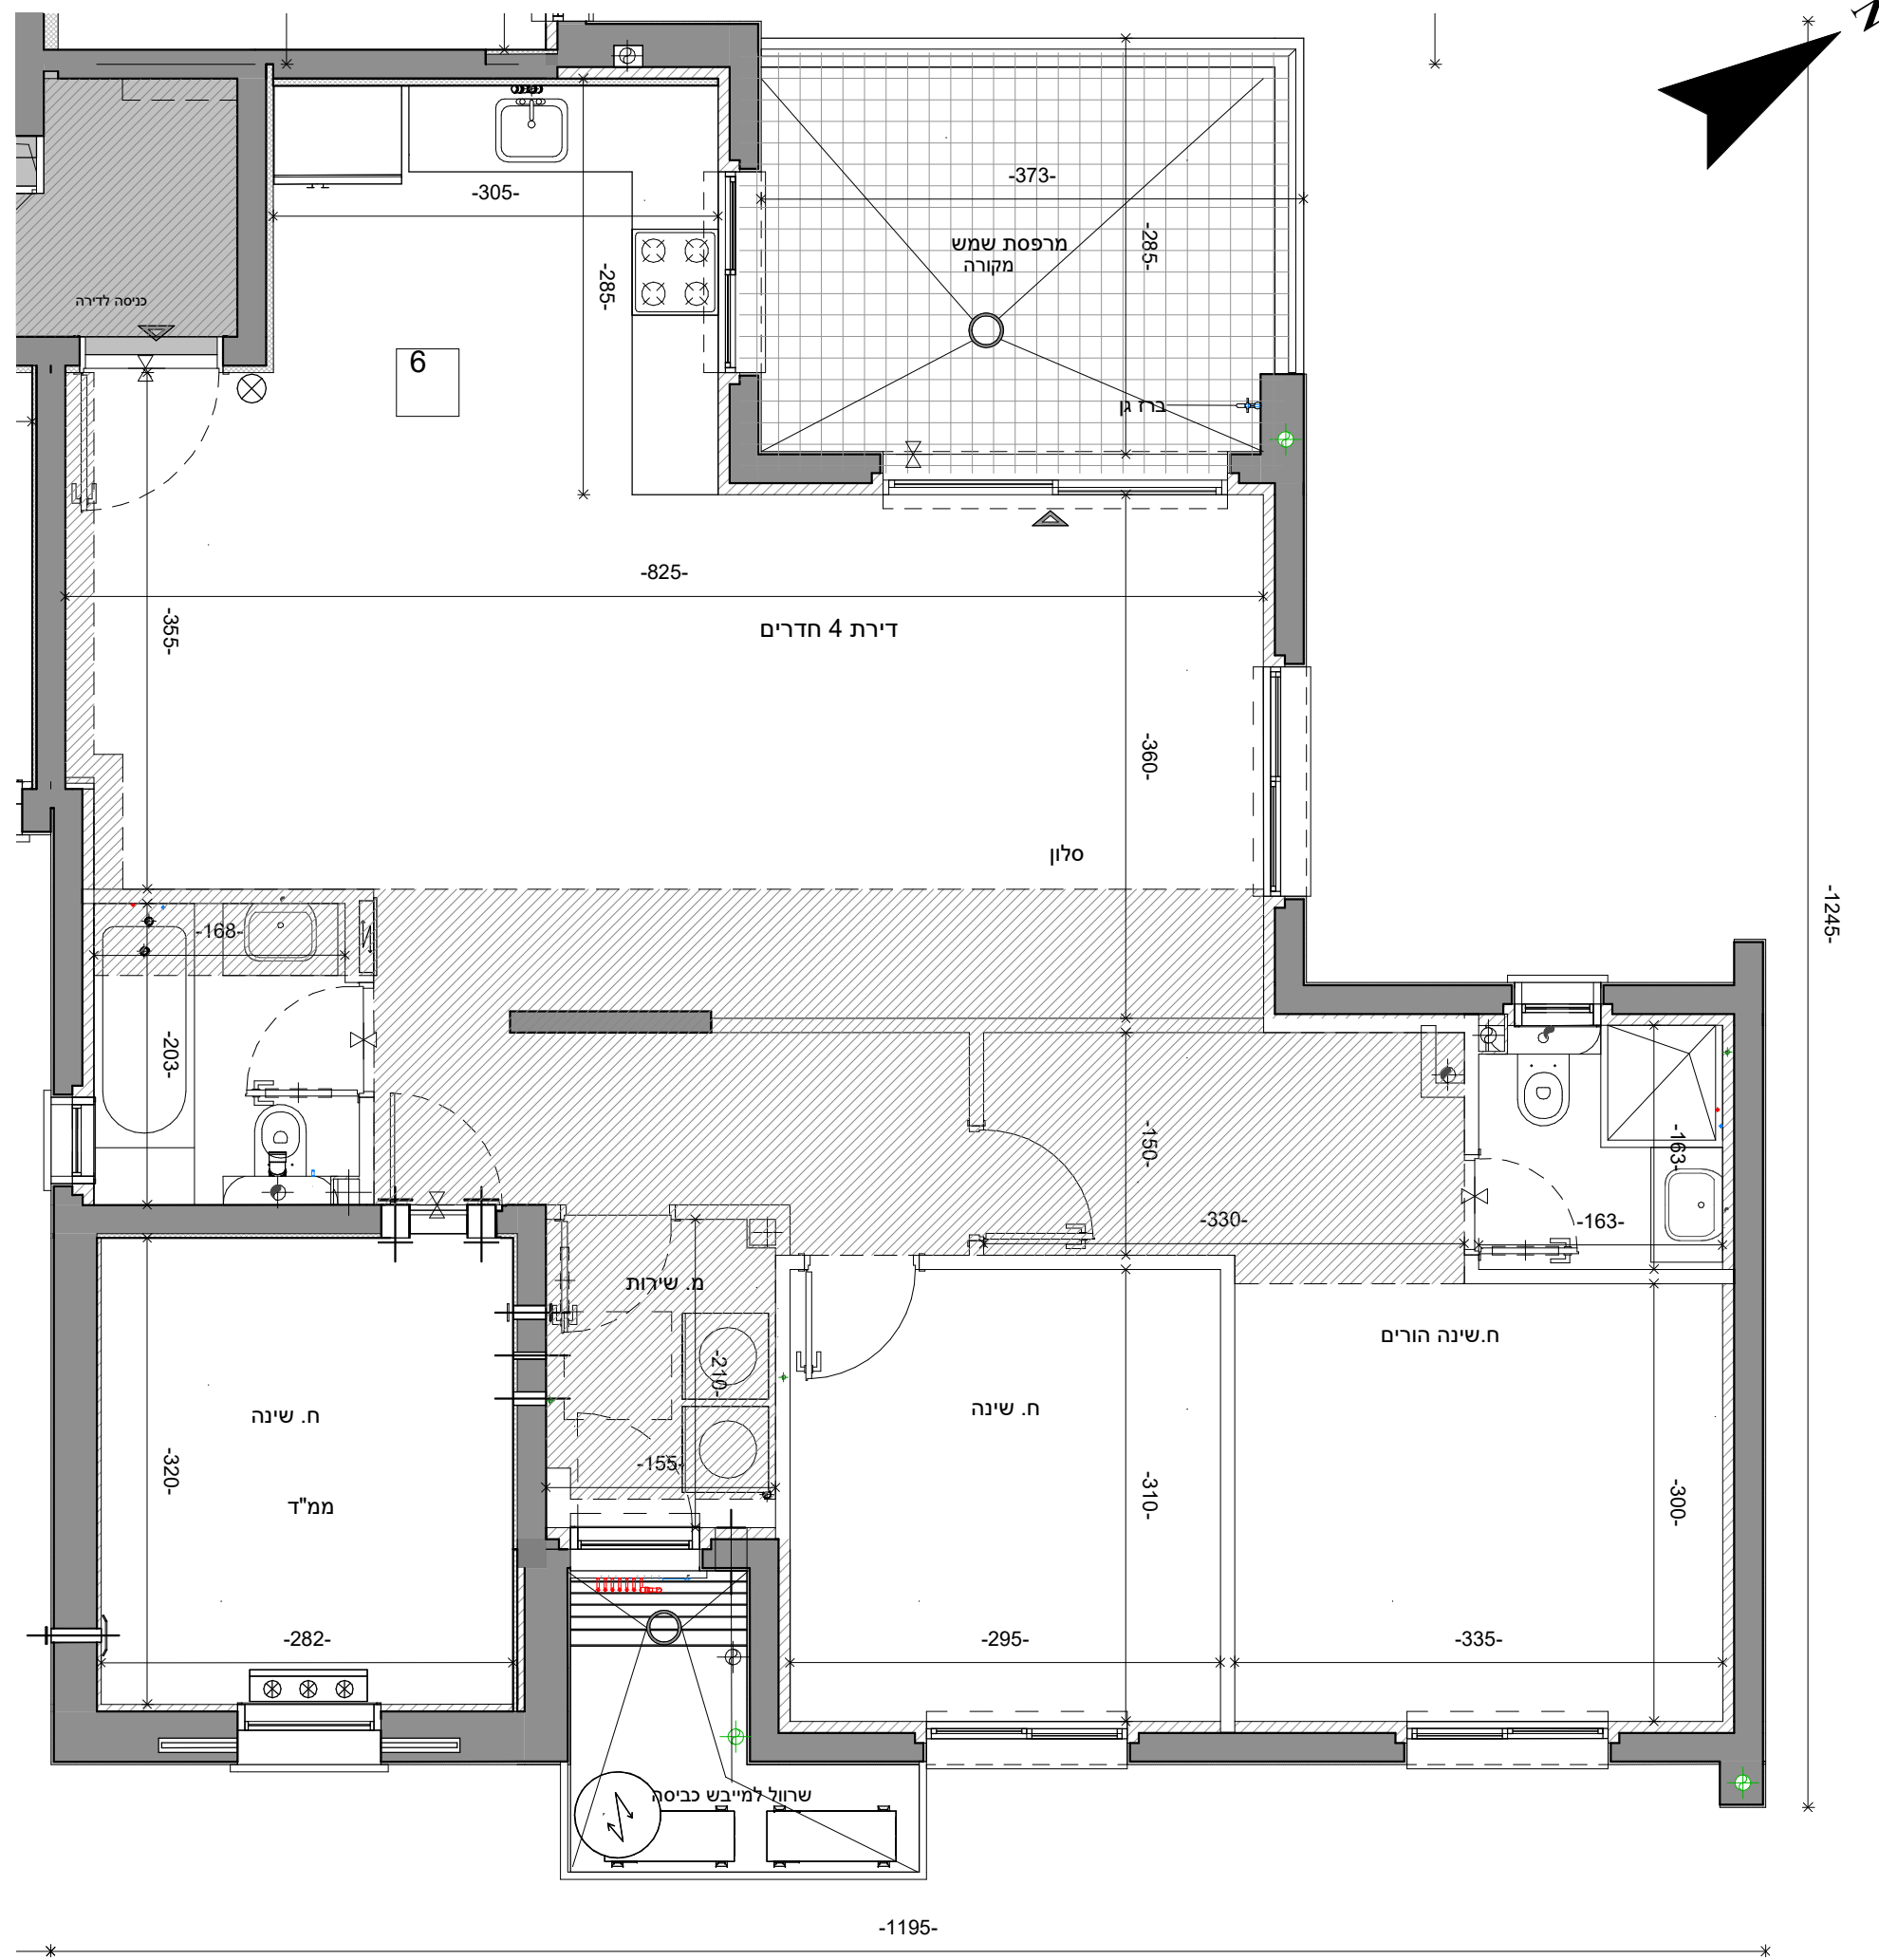 N
-305-
-373-
מרפסת שמש
מקורה
-285-
-285-
כניסה לדירה
6
ברז גן
-825-
דירת 4 חדרים
-355-
-360-
סלון
-1245-
-168-
-203-
-150-
-163-
-330-
-163-
מ. שירות
ח.שינה הורים
-210-
ח. שינה
ח. שינה
-155-
-320-
-310-
-300-
ממ"ד
-282-
-295-
-335-
שרוול למייבש כביסה
-1195-